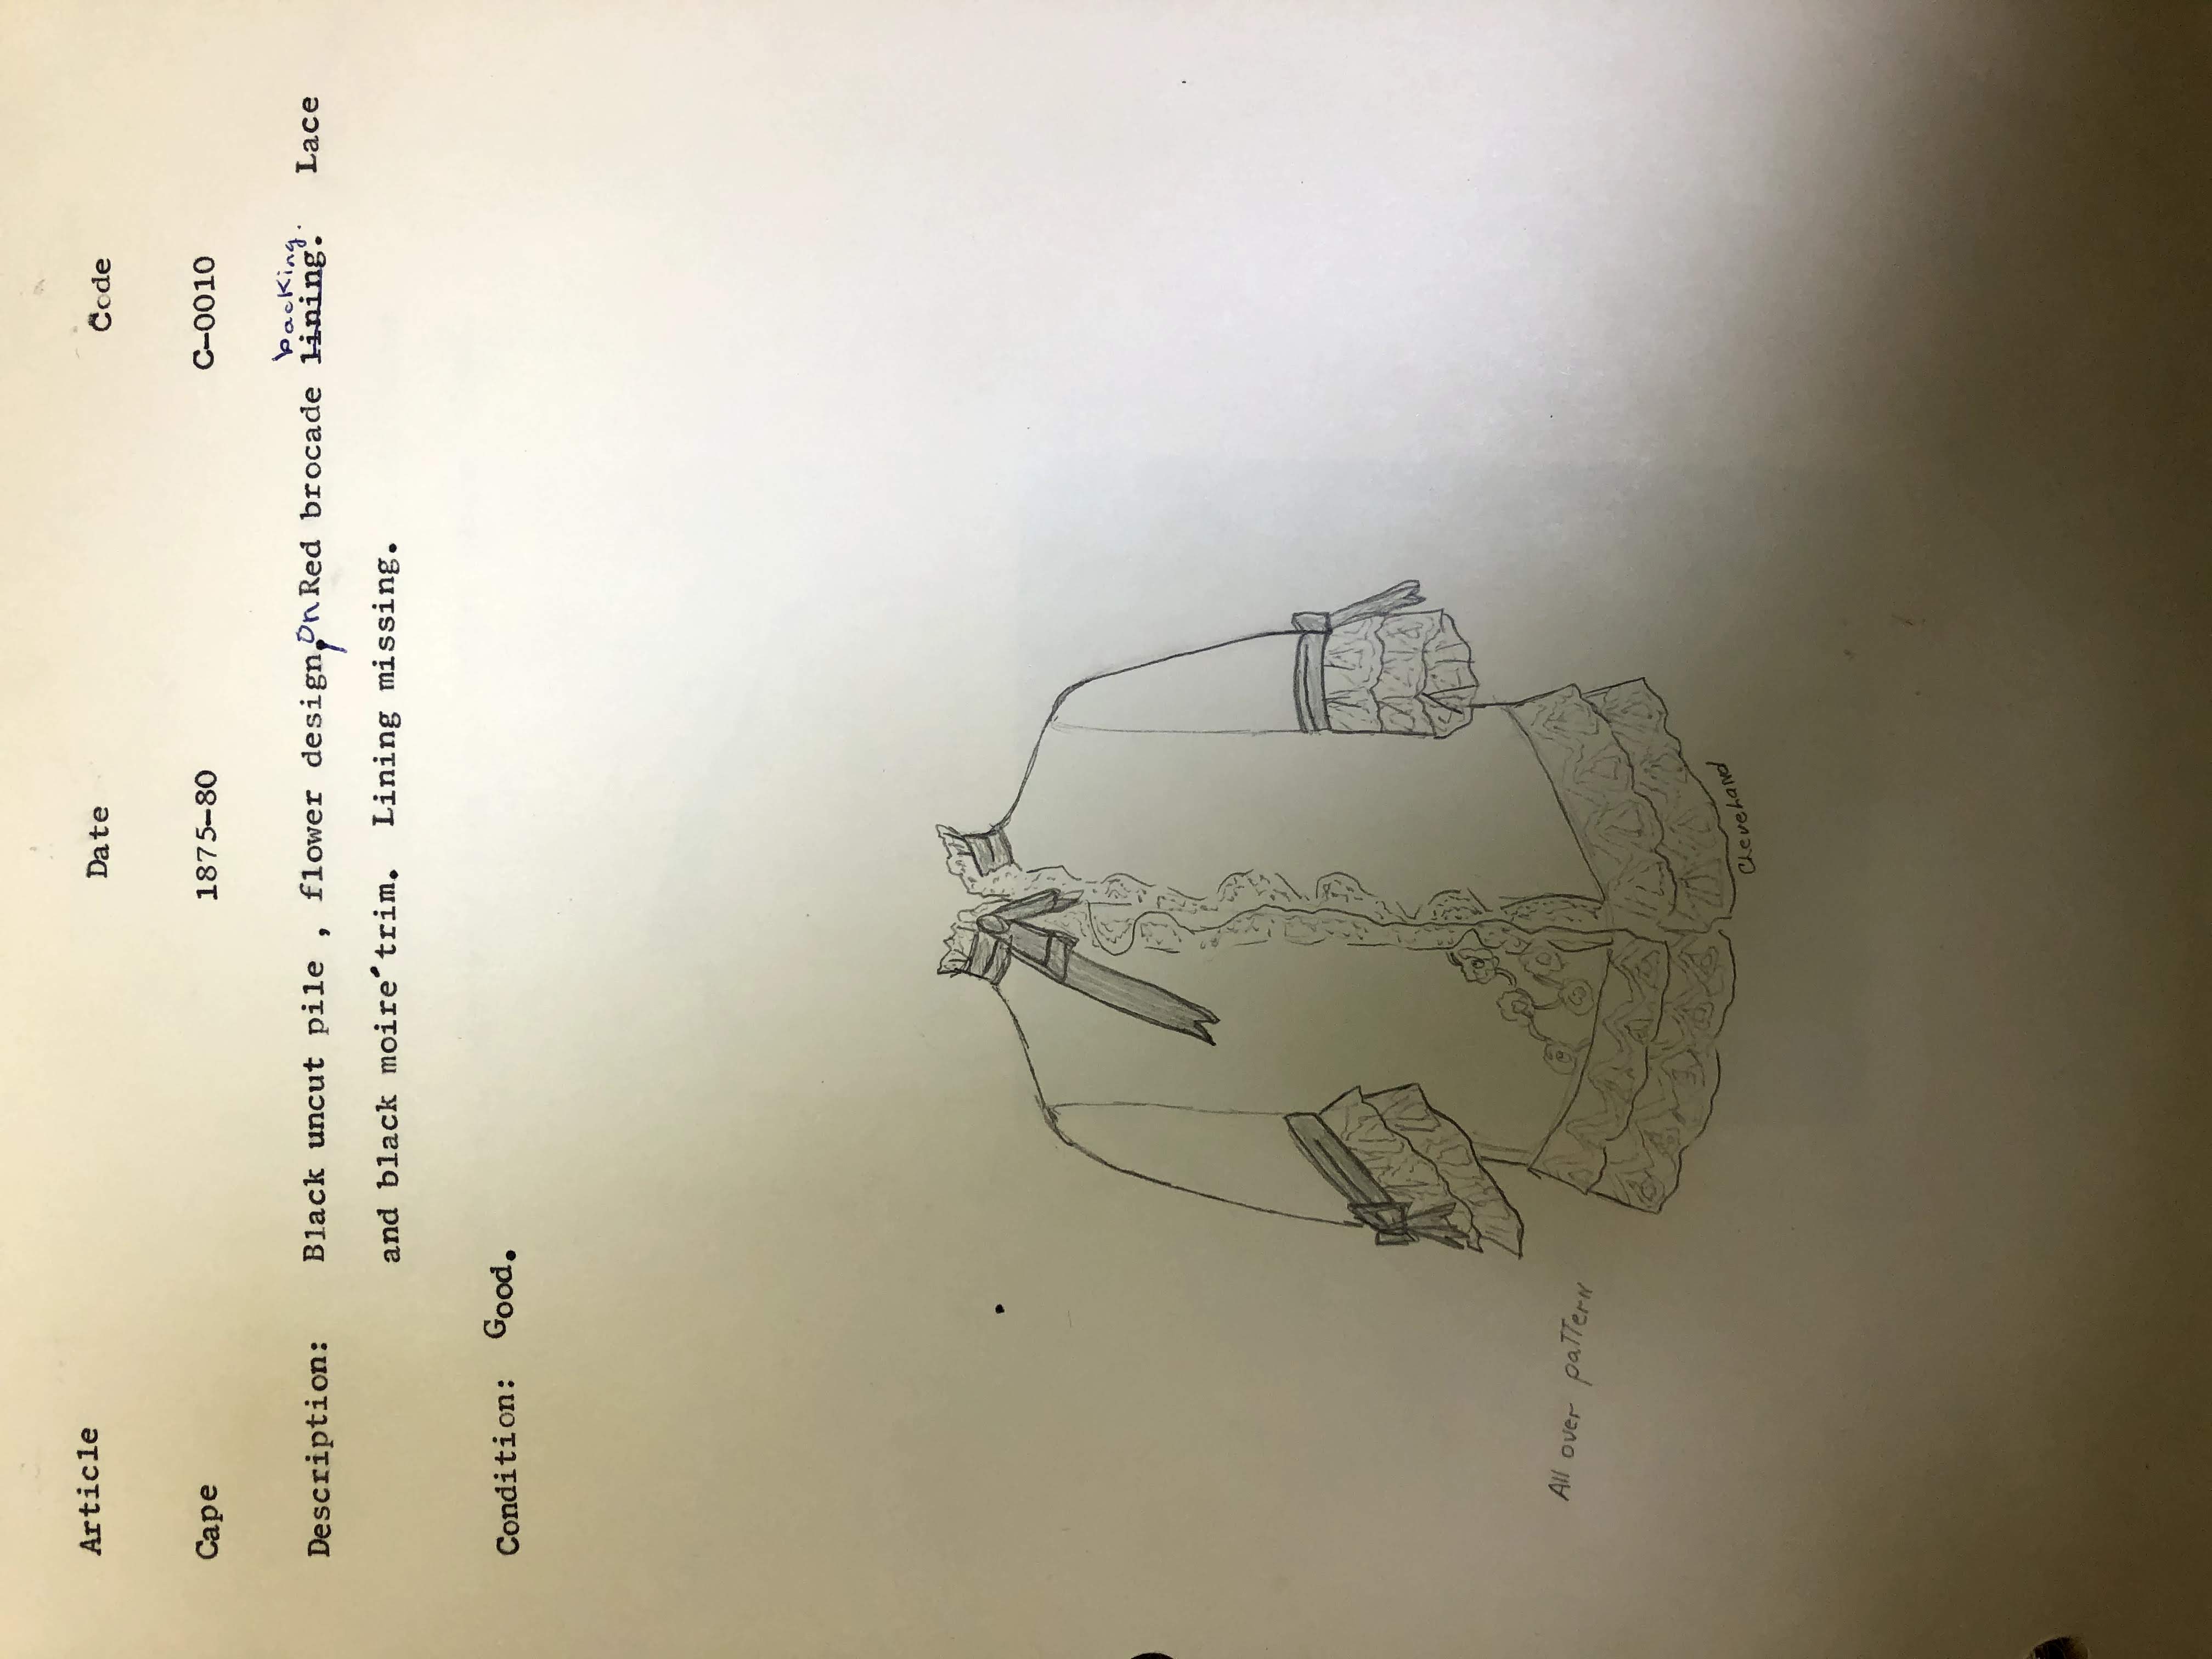 Article Date Code
Cape 1875-80 C-0010
backing.
Description: Black uncut pile , flower design, on Red brocade lining. Lace
and black moire´trim. Lining missing.
Condition: Good.
All over pattern
Cleveland